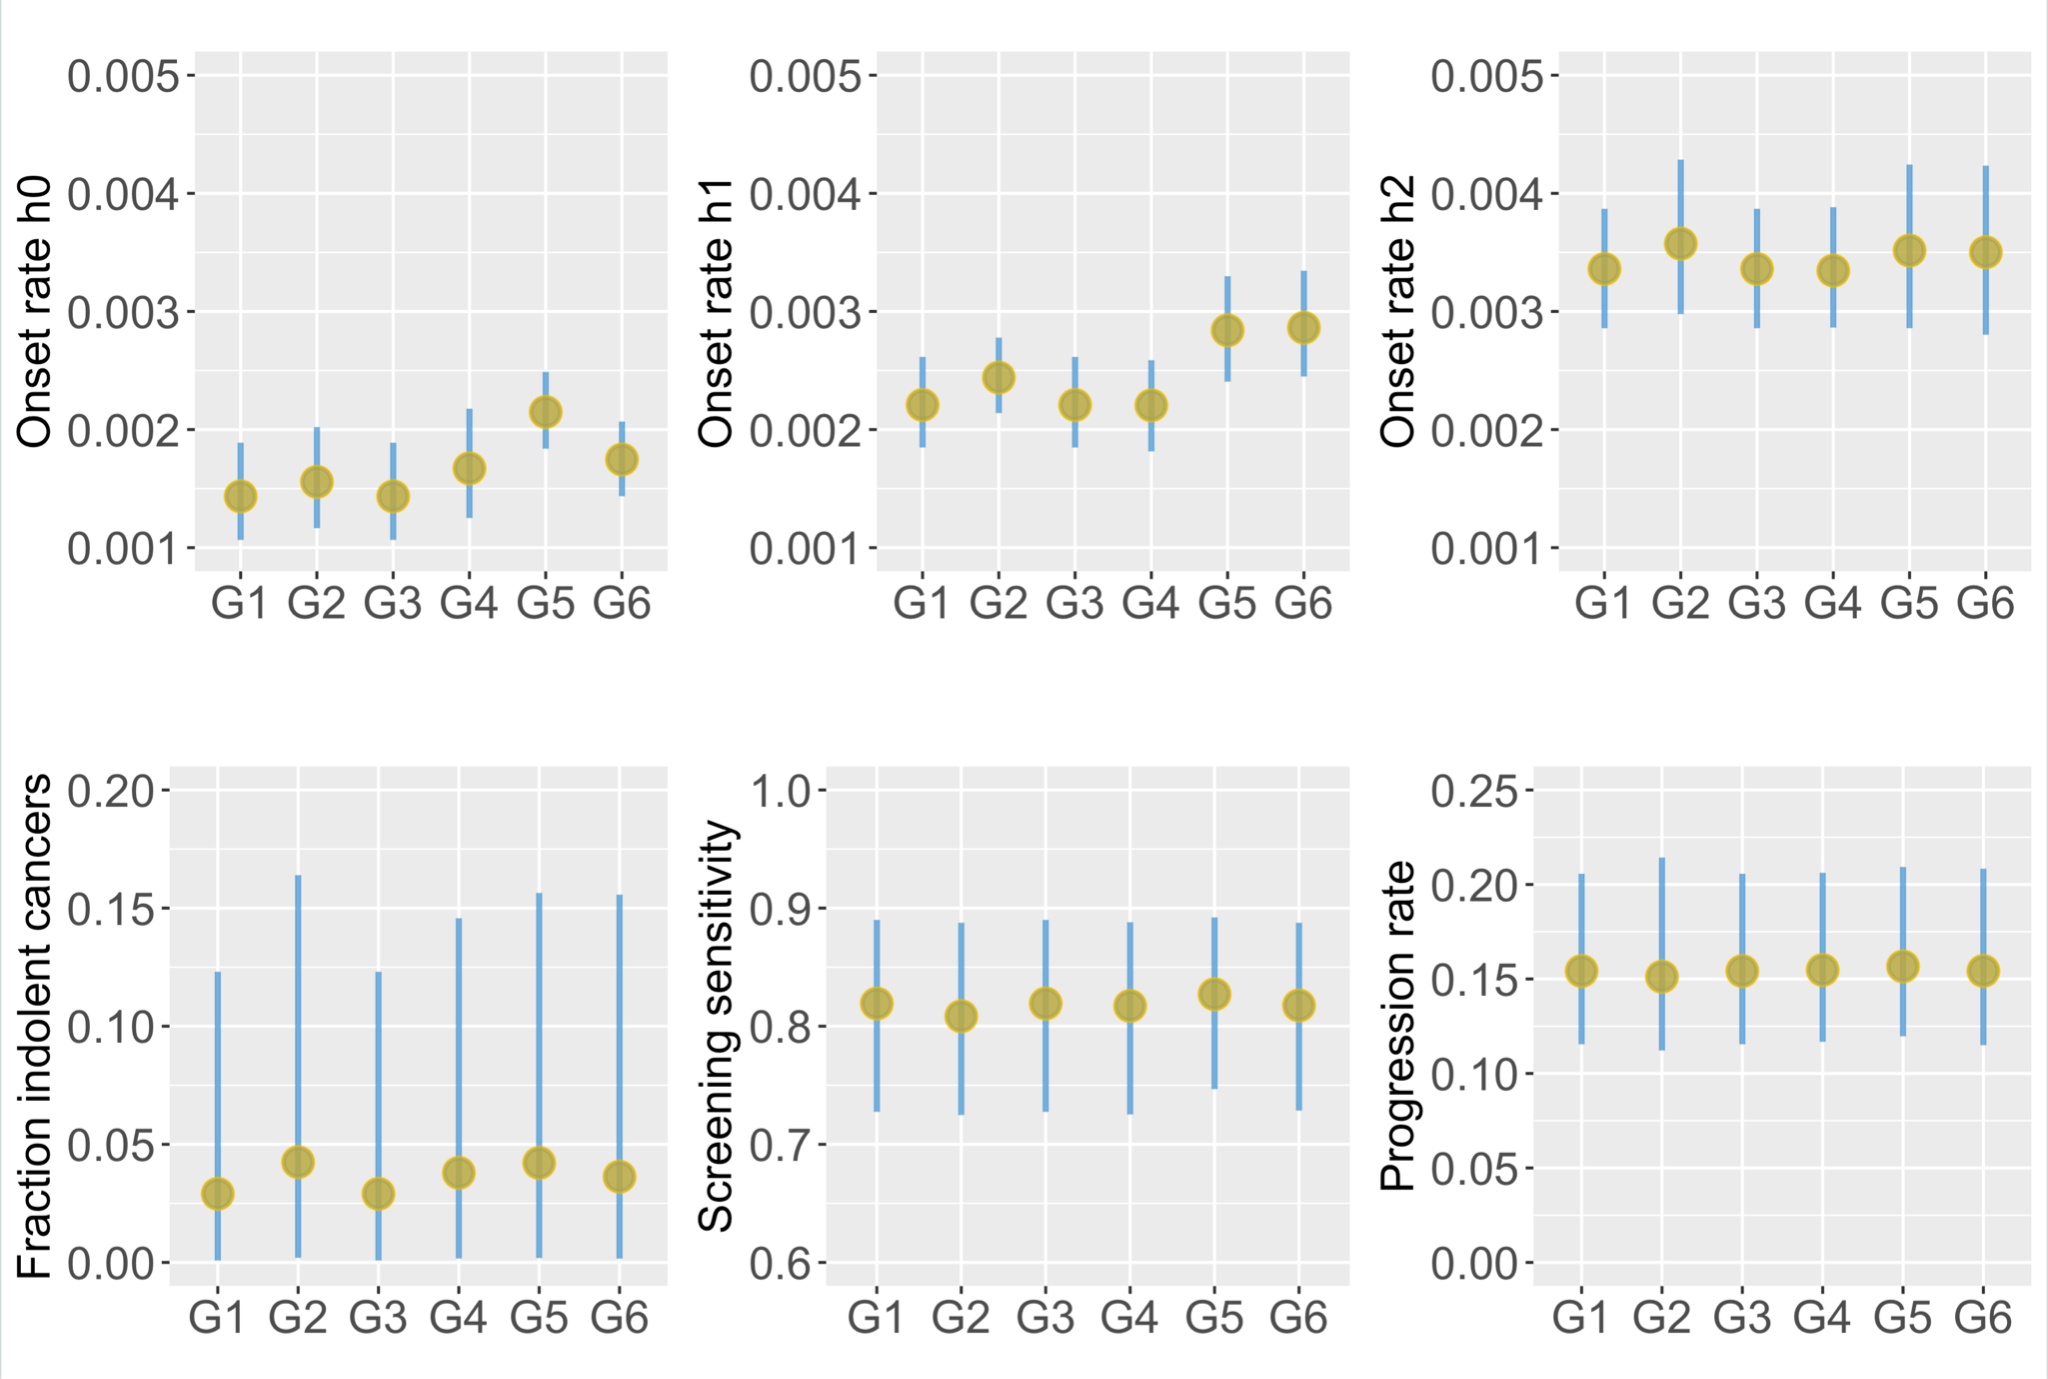 Onset rate h0
0.005
0.004
0.003
0.002
0.001
G1 G2 G3 G4 G5 G6
Onset rate h1
0.005
0.004
0.003
0.002
0.001
G1 G2 G3 G4 G5 G6
Onset rate h2
0.005
0.004
0.003
0.002
0.001
G1 G2 G3 G4 G5 G6
Fraction indolent cancers
0.20
0.15
0.10
0.05
0.00
G1 G2 G3 G4 G5 G6
Screening sensitivity
1.0
0.9
0.8
0.7
0.6
G1 G2 G3 G4 G5 G6
Progression rate
0.25
0.20
0.15
0.10
0.05
0.00
G1 G2 G3 G4 G5 G6